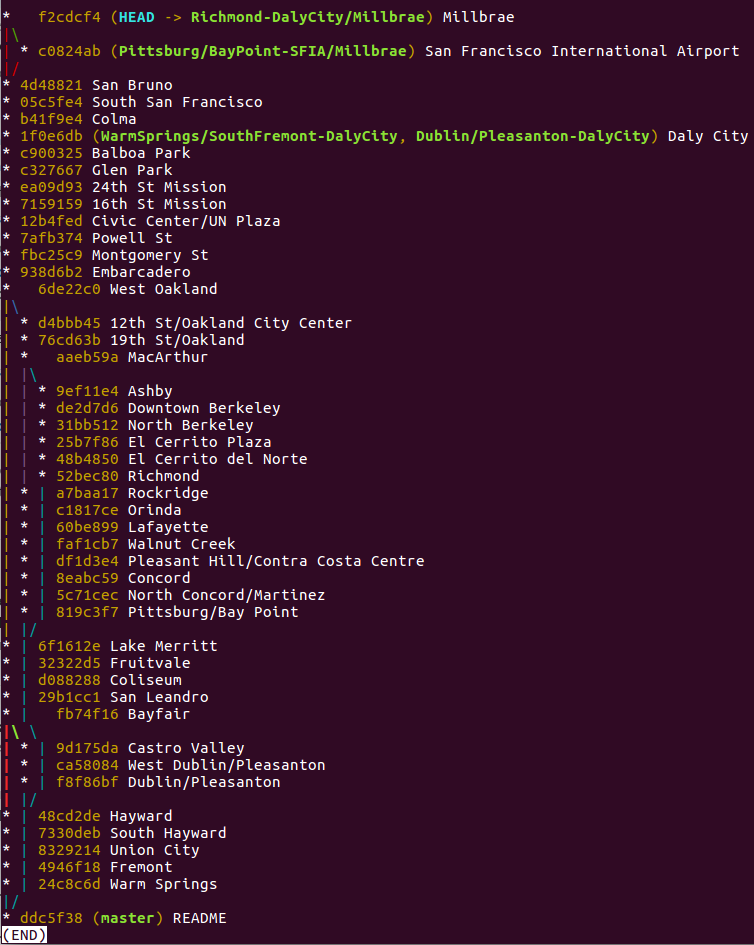 *   f2cdcf4 (HEAD -> Richmond-DalyCity/Millbrae) Millbrae
|\
| * c0824ab (Pittsburg/BayPoint-SFIA/Millbrae) San Francisco International Airport
|/
* 4d48821 San Bruno
* 05c5fe4 South San Francisco
* b41f9e4 Colma
* 1f0e6db (WarmSprings/SouthFremont-DalyCity, Dublin/Pleasanton-DalyCity) Daly City
* c900325 Balboa Park
* c327667 Glen Park
* ea09d93 24th St Mission
* 7159159 16th St Mission
* 12b4fed Civic Center/UN Plaza
* 7afb374 Powell St
* fbc25c9 Montgomery St
* 938d6b2 Embarcadero
*   6de22c0 West Oakland
|\
| * d4bbb45 12th St/Oakland City Center
| * 76cd63b 19th St/Oakland
| *   aaeb59a MacArthur
| |\
| | * 9ef11e4 Ashby
| | * de2d7d6 Downtown Berkeley
| | * 31bb512 North Berkeley
| | * 25b7f86 El Cerrito Plaza
| | * 48b4850 El Cerrito del Norte
| | * 52bec80 Richmond
| * | a7baa17 Rockridge
| * | c1817ce Orinda
| * | 60be899 Lafayette
| * | faf1cb7 Walnut Creek
| * | df1d3e4 Pleasant Hill/Contra Costa Centre
| * | 8eabc59 Concord
| * | 5c71cec North Concord/Martinez
| * | 819c3f7 Pittsburg/Bay Point
| |/
* | 6f1612e Lake Merritt
* | 32322d5 Fruitvale
* | d088288 Coliseum
* | 29b1cc1 San Leandro
* |   fb74f16 Bayfair
|\ \
| * | 9d175da Castro Valley
| * | ca58084 West Dublin/Pleasanton
| * | f8f86bf Dublin/Pleasanton
| |/
* | 48cd2de Hayward
* | 7330deb South Hayward
* | 8329214 Union City
* | 4946f18 Fremont
* | 24c8c6d Warm Springs
|/
* ddc5f38 (master) README
(END)